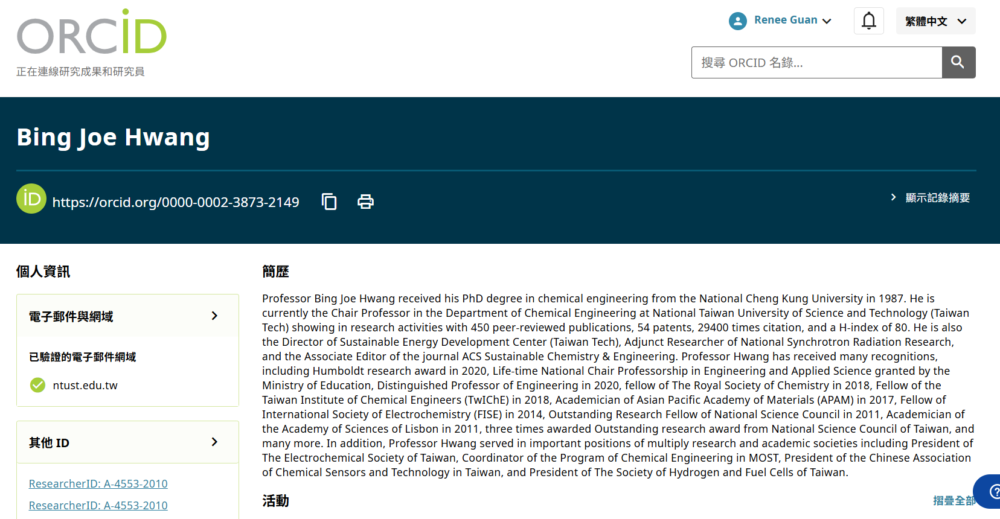 ORCiD
正在連線研究成果和研究員
Renee Guan
繁體中文
搜尋 ORCID 名錄...
Bing Joe Hwang
iD https://orcid.org/0000-0002-3873-2149
顯示記錄摘要
個人資訊
電子郵件與網域
已驗證的電子郵件網域
ntust.edu.tw
其他 ID
ResearcherID: A-4553-2010
ResearcherID: A-4553-2010
簡歷
Professor Bing Joe Hwang received his PhD degree in chemical engineering from the National Cheng Kung University in 1987. He is
currently the Chair Professor in the Department of Chemical Engineering at National Taiwan University of Science and Technology (Taiwan
Tech) showing in research activities with 450 peer-reviewed publications, 54 patents, 29400 times citation, and a H-index of 80. He is also
the Director of Sustainable Energy Development Center (Taiwan Tech), Adjunct Researcher of National Synchrotron Radiation Research,
and the Associate Editor of the journal ACS Sustainable Chemistry & Engineering. Professor Hwang has received many recognitions,
including Humboldt research award in 2020, Life-time National Chair Professorship in Engineering and Applied Science granted by the
Ministry of Education, Distinguished Professor of Engineering in 2020, fellow of The Royal Society of Chemistry in 2018, Fellow of the
Taiwan Institute of Chemical Engineers (TwIChE) in 2018, Academician of Asian Pacific Academy of Materials (APAM) in 2017, Fellow of
International Society of Electrochemistry (FISE) in 2014, Outstanding Research Fellow of National Science Council in 2011, Academician of
the Academy of Sciences of Lisbon in 2011, three times awarded Outstanding research award from National Science Council of Taiwan, and
many more. In addition, Professor Hwang served in important positions of multiply research and academic societies including President of
The Electrochemical Society of Taiwan, Coordinator of the Program of Chemical Engineering in MOST, President of the Chinese Association
of Chemical Sensors and Technology in Taiwan, and President of The Society of Hydrogen and Fuel Cells of Taiwan.
活動
摺疊全部